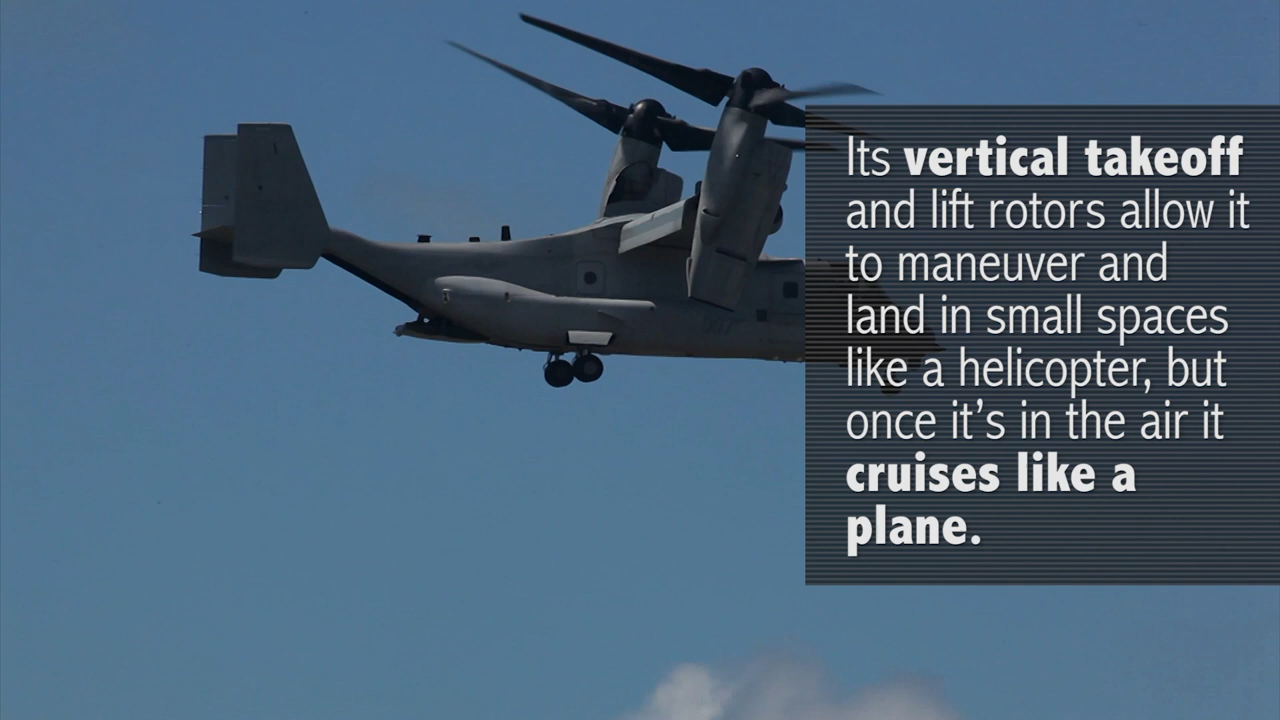 Its vertical takeoff
and lift rotors allow it
to maneuver and
land in small spaces
like a helicopter, but
once it's in the air it
cruises like a
plane.